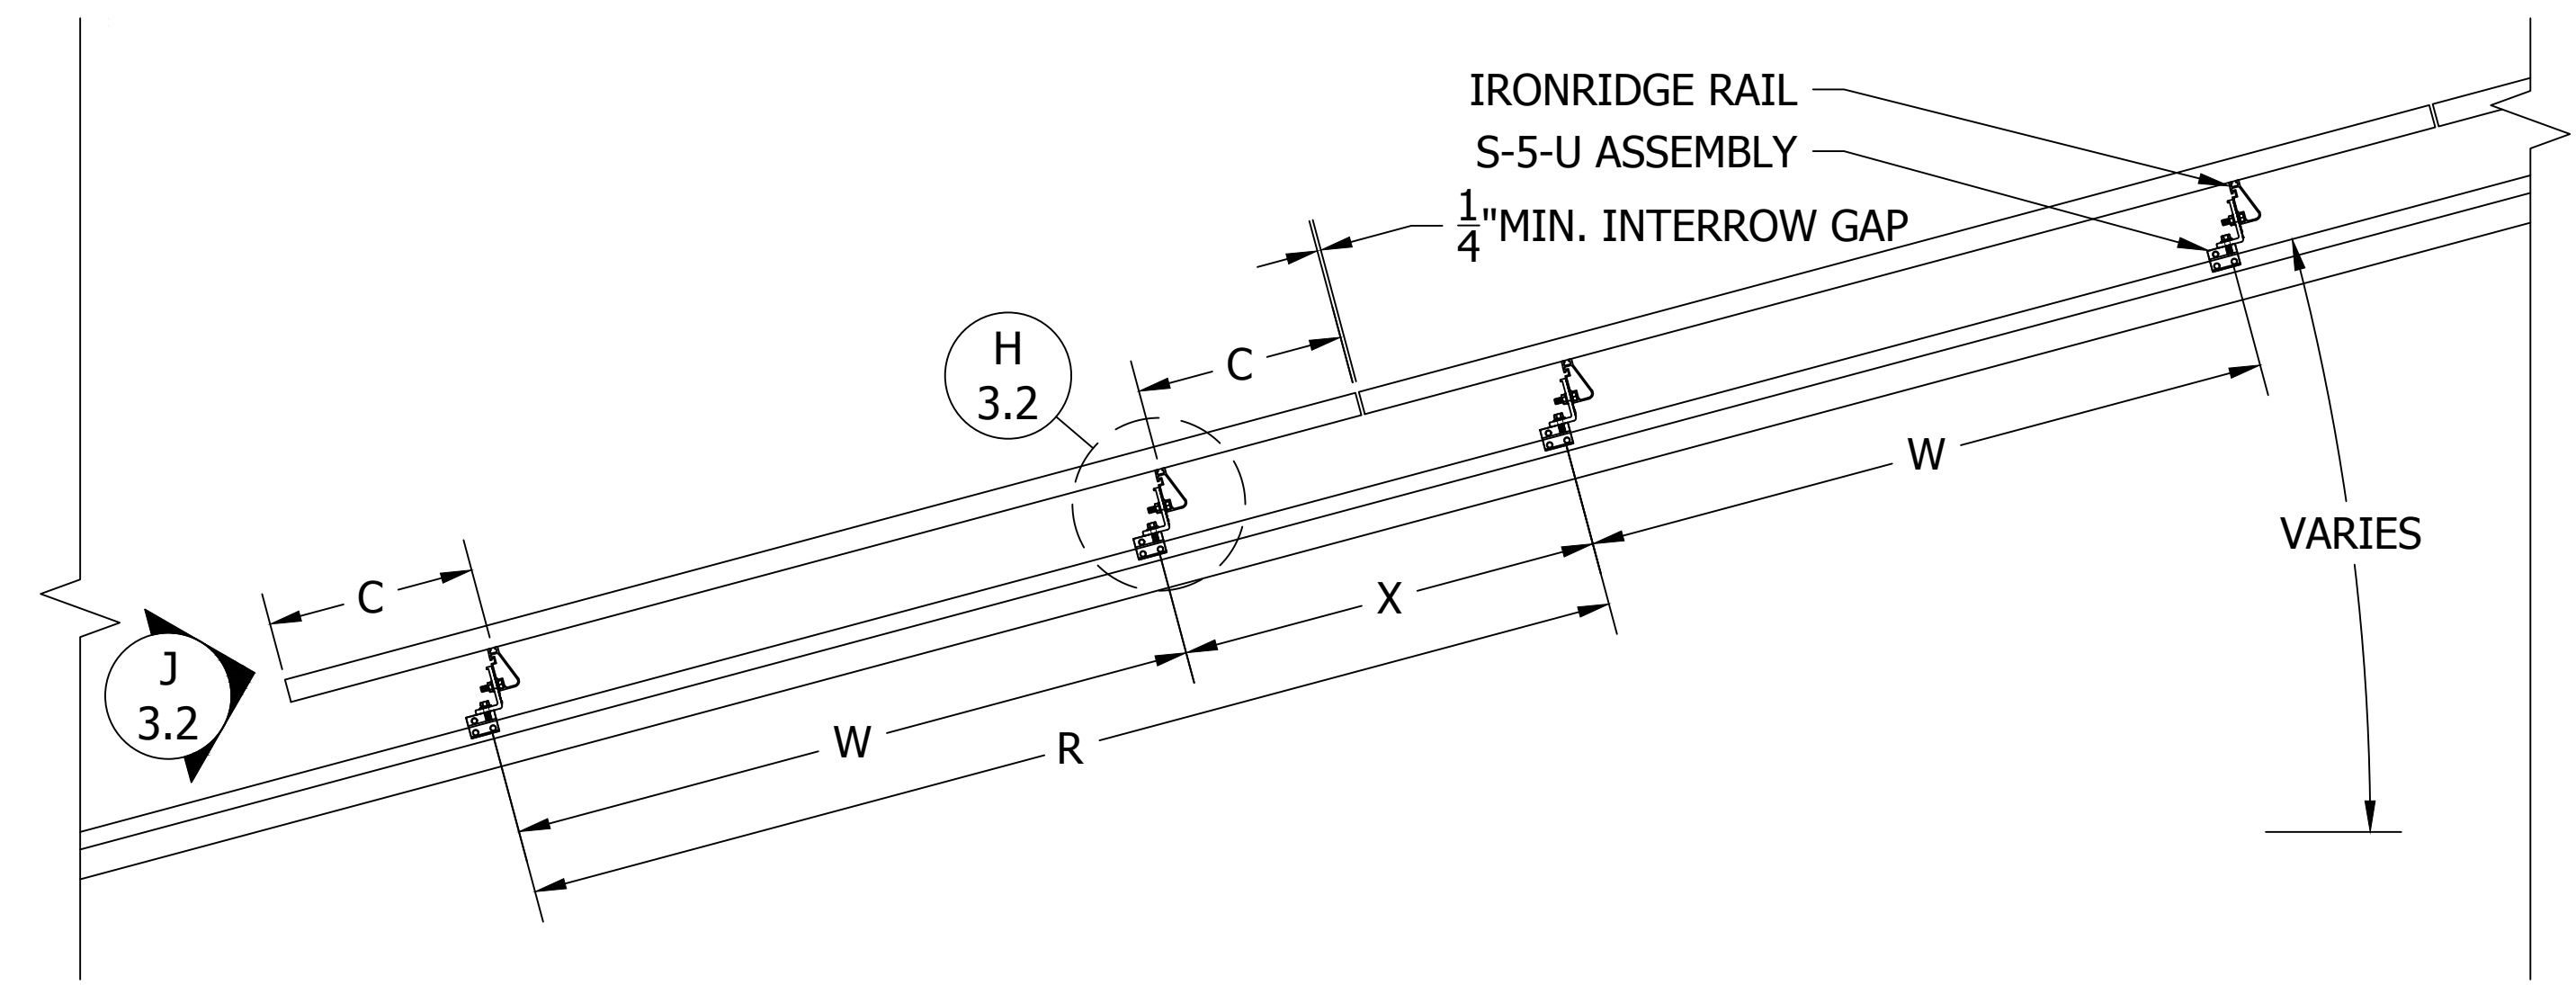 IRONRIDGE RAIL
S-5-U ASSEMBLY
1/4"MIN. INTERROW GAP
H
3.2
C
W
VARIES
C
X
J
3.2
W
R